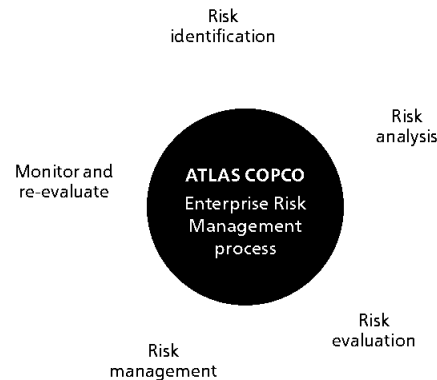 Risk
identification
Risk
analysis
Monitor and
re-evaluate
ATLAS COPCO
Enterprise Risk
Management
process
Risk
evaluation
Risk
management